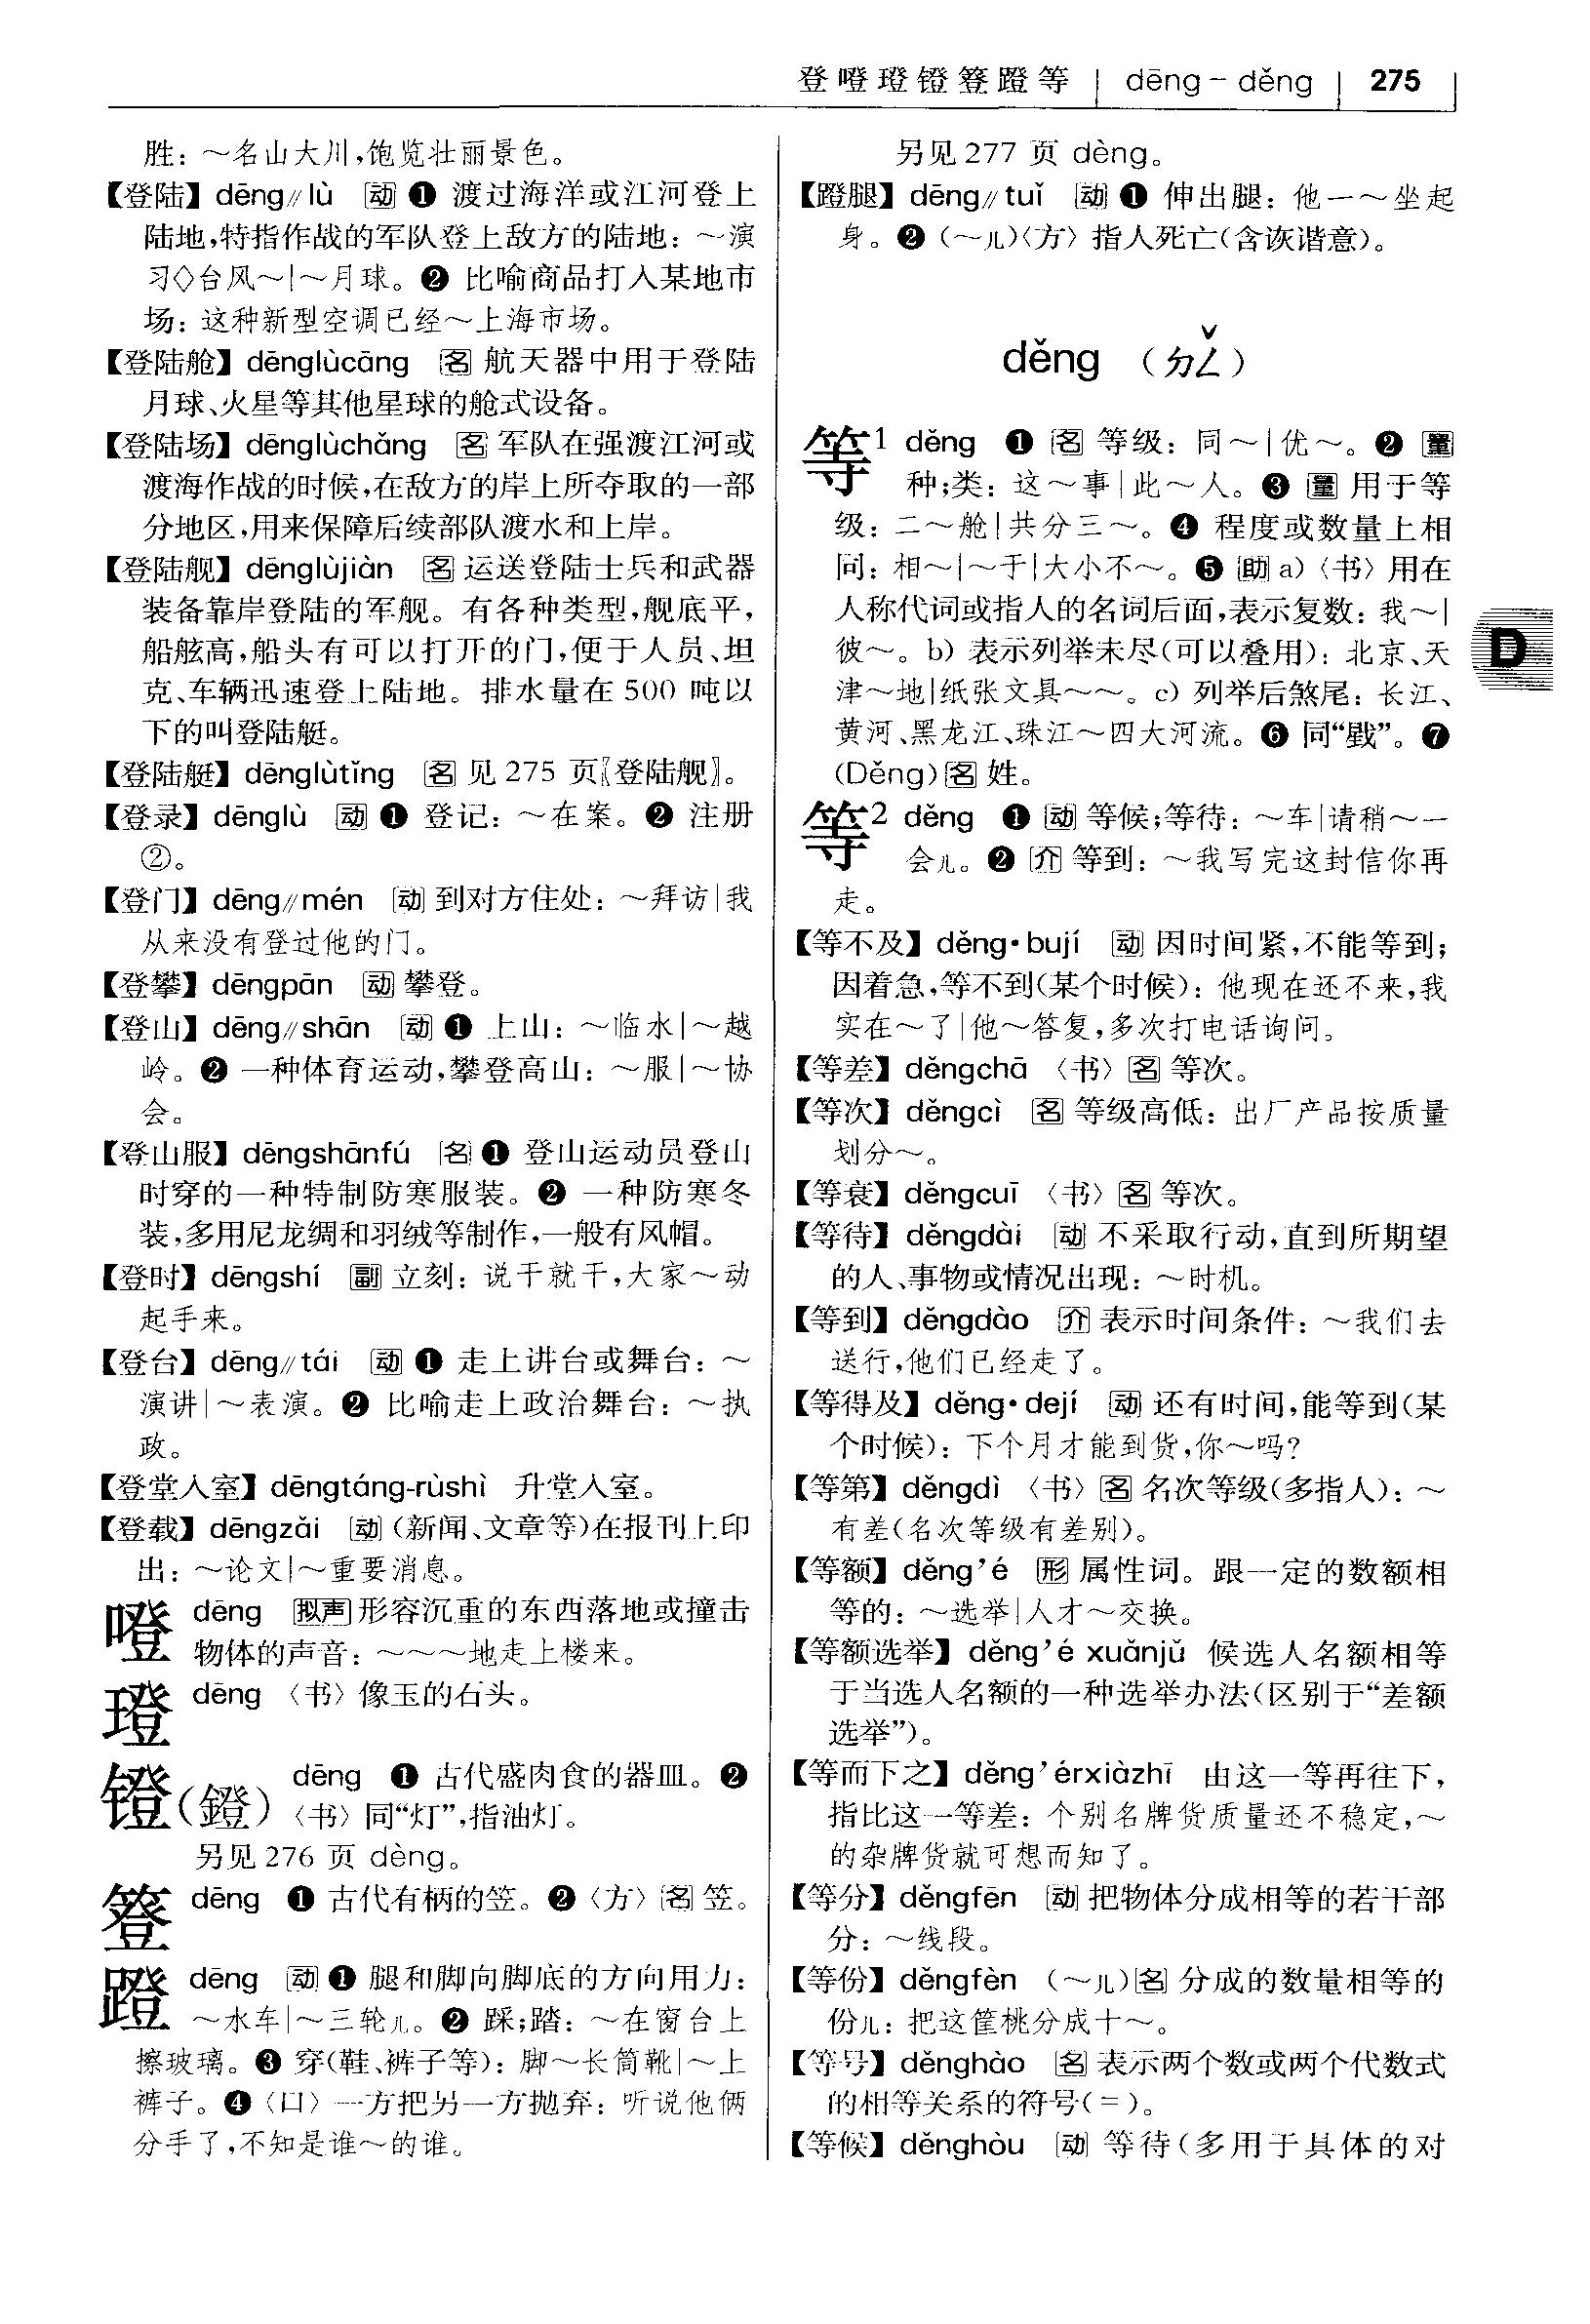 登噔璒镫簦蹬等 | dēng – děng | 275
胜：～名山大川，饱览壮丽景色。
【登陆】dēng∥lù 动 ❶ 渡过海洋或江河登上
陆地，特指作战的军队登上敌方的陆地：～演
习◇台风～|～月球。❷ 比喻商品打入某地市
场：这种新型空调已经～上海市场。
【登陆舱】dēnglùcāng 名 航天器中用于登陆
月球、火星等其他星球的舱式设备。
【登陆场】dēnglùchǎng 名 军队在强渡江河或
渡海作战的时候，在敌方的岸上所夺取的一部
分地区，用来保障后续部队渡水和上岸。
【登陆舰】dēnglùjiàn 名 运送登陆士兵和武器
装备靠岸登陆的军舰。有各种类型，舰底平，
船舷高，船头有可以打开的门，便于人员、坦
克、车辆迅速登上陆地。排水量在 500 吨以
下的叫登陆艇。
【登陆艇】dēnglùtǐng 名 见 275 页〖登陆舰〗。
【登录】dēnglù 动 ❶ 登记：～在案。❷ 注册
②。
【登门】dēng∥mén 动 到对方住处：～拜访|我
从来没有登过他的门。
【登攀】dēngpān 动 攀登。
【登山】dēng∥shān 动 ❶ 上山：～临水|～越
岭。❷ 一种体育运动，攀登高山：～服|～协
会。
【登山服】dēngshānfú 名 ❶ 登山运动员登山
时穿的一种特制防寒服装。❷ 一种防寒冬
装，多用尼龙绸和羽绒等制作，一般有风帽。
【登时】dēngshí 副 立刻：说干就干，大家～动
起手来。
【登台】dēng∥tái 动 ❶ 走上讲台或舞台：～
演讲|～表演。❷ 比喻走上政治舞台：～执
政。
【登堂入室】dēngtáng-rùshì 升堂入室。
【登载】dēngzǎi 动（新闻、文章等）在报刊上印
出：～论文|～重要消息。
噔 dēng 拟声 形容沉重的东西落地或撞击
物体的声音：～～～地走上楼来。
璒 dēng 〈书〉像玉的石头。
镫（鐙） dēng ❶ 古代盛肉食的器皿。❷
〈书〉同“灯”，指油灯。
另见 276 页 dèng。
簦 dēng ❶ 古代有柄的笠。❷〈方〉名 笠。
蹬 dēng 动 ❶ 腿和脚向脚底的方向用力：
～水车|～三轮儿。❷ 踩；踏：～在窗台上
擦玻璃。❸ 穿（鞋、裤子等）：脚～长筒靴|～上
裤子。❹〈口〉一方把另一方抛弃：听说他俩
分手了，不知是谁～的谁。
另见 277 页 dèng。
【蹬腿】dēng∥tuǐ 动 ❶ 伸出腿：他一～坐起
身。❷（～儿）〈方〉指人死亡（含诙谐意）。
děng （ㄉㄥˇ）
等1 děng ❶ 名 等级：同～|优～。❷ 量
种；类：这～事|此～人。❸ 量 用于等
级：二～舱|共分三～。❹ 程度或数量上相
同：相～|～于|大小不～。❺ 助 a）〈书〉用在
人称代词或指人的名词后面，表示复数：我～|
彼～。b）表示列举未尽（可以叠用）：北京、天
津～地|纸张文具～～。c）列举后煞尾：长江、
黄河、黑龙江、珠江～四大河流。❻ 同“戥”。❼
（Děng）名 姓。
等2 děng ❶ 动 等候；等待：～车|请稍～一
会儿。❷ 介 等到：～我写完这封信你再
走。
【等不及】děng·bují 动 因时间紧，不能等到；
因着急，等不到（某个时候）：他现在还不来，我
实在～了|他～答复，多次打电话询问。
【等差】děngchā 〈书〉名 等次。
【等次】děngcì 名 等级高低：出厂产品按质量
划分～。
【等衰】děngcuī 〈书〉名 等次。
【等待】děngdài 动 不采取行动，直到所期望
的人、事物或情况出现：～时机。
【等到】děngdào 介 表示时间条件：～我们去
送行，他们已经走了。
【等得及】děng·dejí 动 还有时间，能等到（某
个时候）：下个月才能到货，你～吗？
【等第】děngdì 〈书〉名 名次等级（多指人）：～
有差（名次等级有差别）。
【等额】děng’é 形 属性词。跟一定的数额相
等的：～选举|人才～交换。
【等额选举】děng’é xuǎnjǔ 候选人名额相等
于当选人名额的一种选举办法（区别于“差额
选举”）。
【等而下之】děng’érxiàzhī 由这一等再往下，
指比这一等差：个别名牌货质量还不稳定，～
的杂牌货就可想而知了。
【等分】děngfēn 动 把物体分成相等的若干部
分：～线段。
【等份】děngfèn （～儿）名 分成的数量相等的
份儿：把这筐桃分成十～。
【等号】děnghào 名 表示两个数或两个代数式
的相等关系的符号（＝）。
【等候】děnghòu 动 等待（多用于具体的对
D